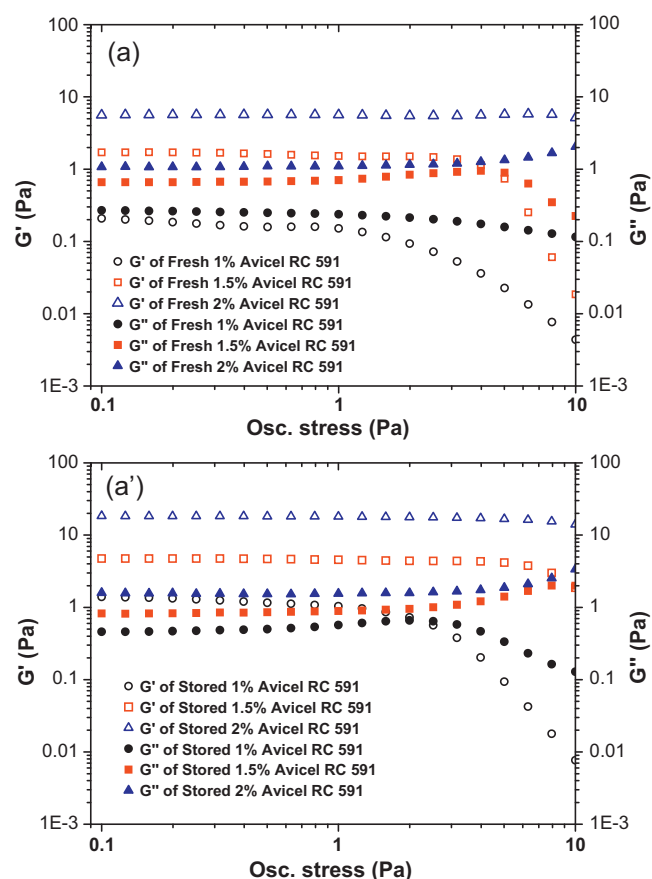 (a)
100
10
1
0.1
0.01
1E-3
G' (Pa)
100
10
1
0.1
0.01
1E-3
G'' (Pa)
G' of Fresh 1% Avicel RC 591
G' of Fresh 1.5% Avicel RC 591
G' of Fresh 2% Avicel RC 591
G'' of Fresh 1% Avicel RC 591
G'' of Fresh 1.5% Avicel RC 591
G'' of Fresh 2% Avicel RC 591
0.1 1 10
Osc. stress (Pa)
(a')
100
10
1
0.1
0.01
1E-3
G' (Pa)
100
10
1
0.1
0.01
1E-3
G'' (Pa)
G' of Stored 1% Avicel RC 591
G' of Stored 1.5% Avicel RC 591
G' of Stored 2% Avicel RC 591
G'' of Stored 1% Avicel RC 591
G'' of Stored 1.5% Avicel RC 591
G'' of Stored 2% Avicel RC 591
0.1 1 10
Osc. stress (Pa)